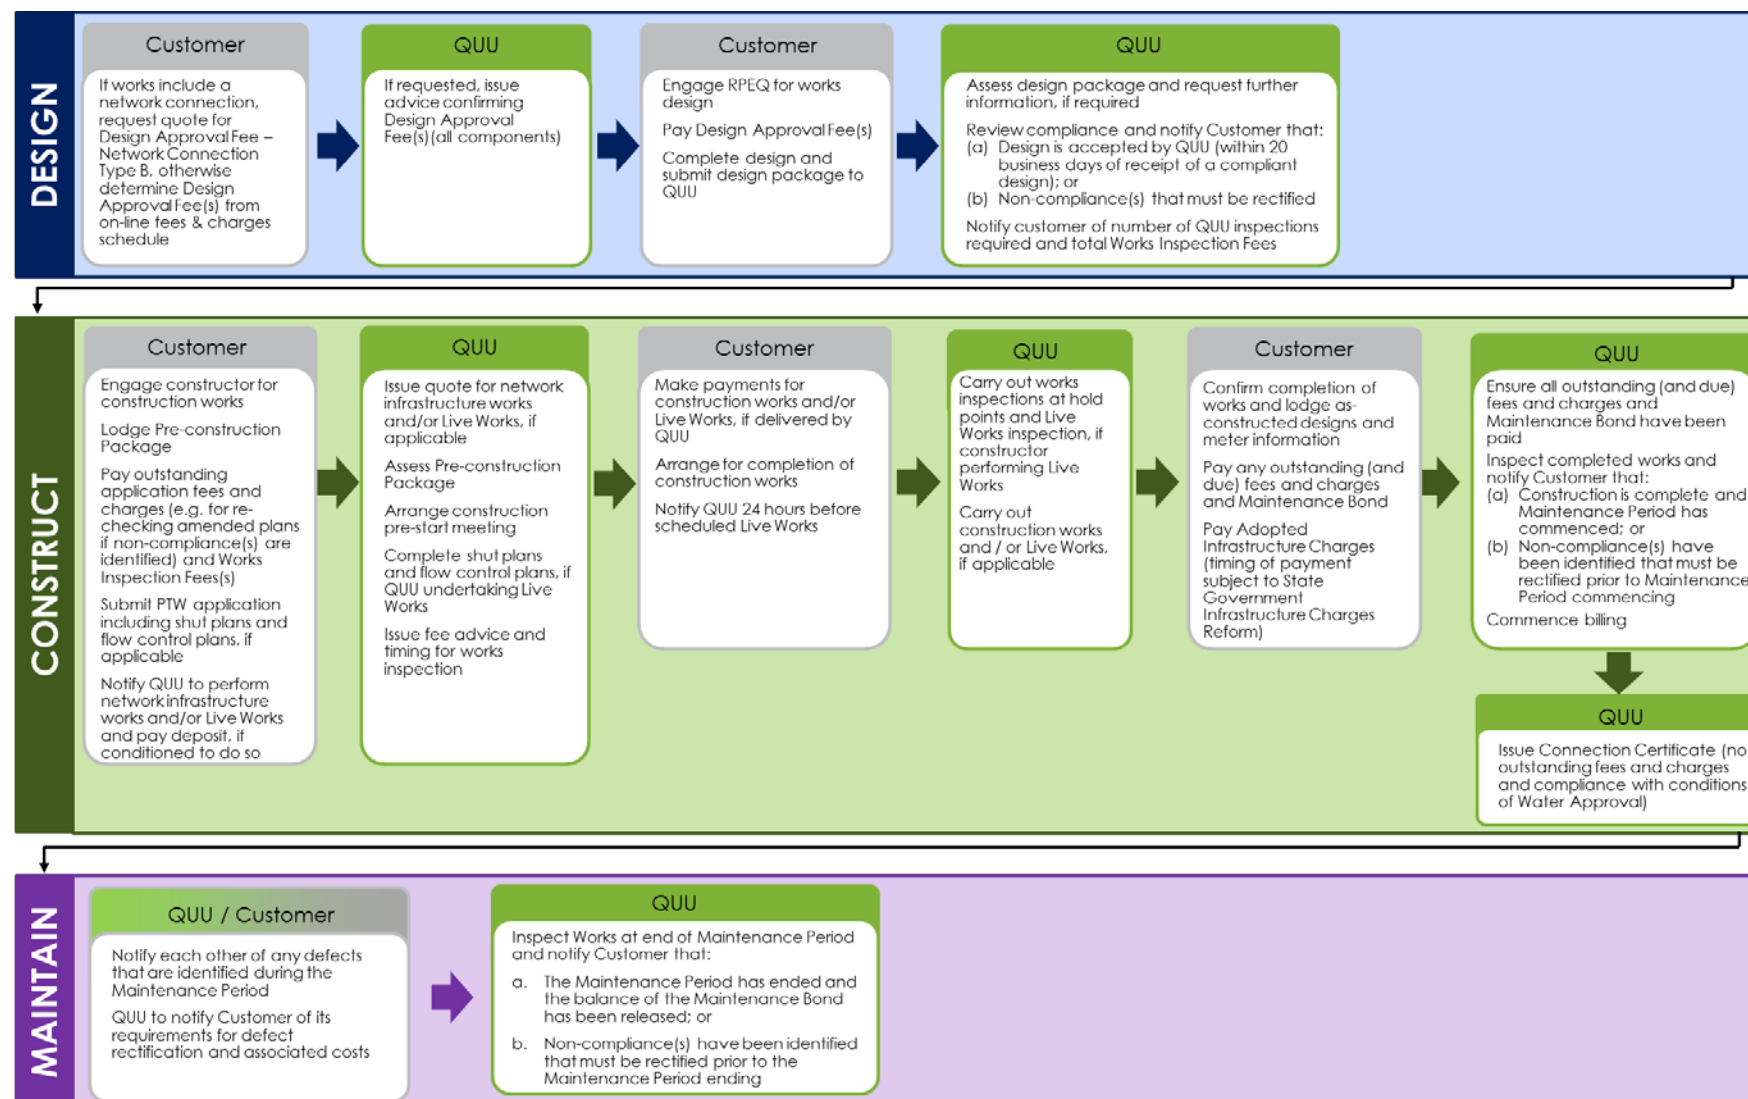 DESIGN
Customer
If works include a
network connection,
request quote for
Design Approval Fee –
Network Connection
Type B, otherwise
determine Design
Approval Fee(s) from
on-line fees & charges
schedule
QUU
If requested, issue
advice confirming
Design Approval
Fee(s) (all components)
Customer
Engage RPEQ for works
design
Pay Design Approval Fee(s)
Complete design and
submit design package to
QUU
QUU
Assess design package and request further
information, if required
Review compliance and notify Customer that:
(a) Design is accepted by QUU (within 20
business days of receipt of a compliant
design); or
(b) Non-compliance(s) that must be rectified
Notify customer of number of QUU inspections
required and total Works Inspection Fees
CONSTRUCT
Customer
Engage constructor for
construction works
Lodge Pre-construction
Package
Pay outstanding
application fees and
charges (e.g. for re-
checking amended plans
if non-compliance(s) are
identified) and Works
Inspection Fees(s)
Submit PTW application
including shut plans and
flow control plans, if
applicable
Notify QUU to perform
network infrastructure
works and/or Live Works
and pay deposit, if
conditioned to do so
QUU
Issue quote for network
infrastructure works
and/or Live Works, if
applicable
Assess Pre-construction
Package
Arrange construction
pre-start meeting
Complete shut plans
and flow control plans, if
QUU undertaking Live
Works
Issue fee advice and
timing for works
inspection
Customer
Make payments for
construction works and/or
Live Works, if delivered by
QUU
Arrange for completion of
construction works
Notify QUU 24 hours before
scheduled Live Works
QUU
Carry out works
inspections at hold
points and Live
Works inspection, if
constructor
performing Live
Works
Carry out
construction works
and / or Live Works,
if applicable
Customer
Confirm completion of
works and lodge as-
constructed designs and
meter information
Pay any outstanding (and
due) fees and charges
and Maintenance Bond
Pay Adopted
Infrastructure Charges
(timing of payment
subject to State
Government
Infrastructure Charges
Reform)
QUU
Ensure all outstanding (and due)
fees and charges and
Maintenance Bond have been
paid
Inspect completed works and
notify Customer that:
(a) Construction is complete and
Maintenance Period has
commenced; or
(b) Non-compliance(s) have
been identified that must be
rectified prior to Maintenance
Period commencing
Commence billing
QUU
Issue Connection Certificate (no
outstanding fees and charges
and compliance with conditions
of Water Approval)
MAINTAIN
QUU / Customer
Notify each other of any defects
that are identified during the
Maintenance Period
QUU to notify Customer of its
requirements for defect
rectification and associated costs
QUU
Inspect Works at end of Maintenance Period
and notify Customer that:
a. The Maintenance Period has ended and
the balance of the Maintenance Bond
has been released; or
b. Non-compliance(s) have been identified
that must be rectified prior to the
Maintenance Period ending